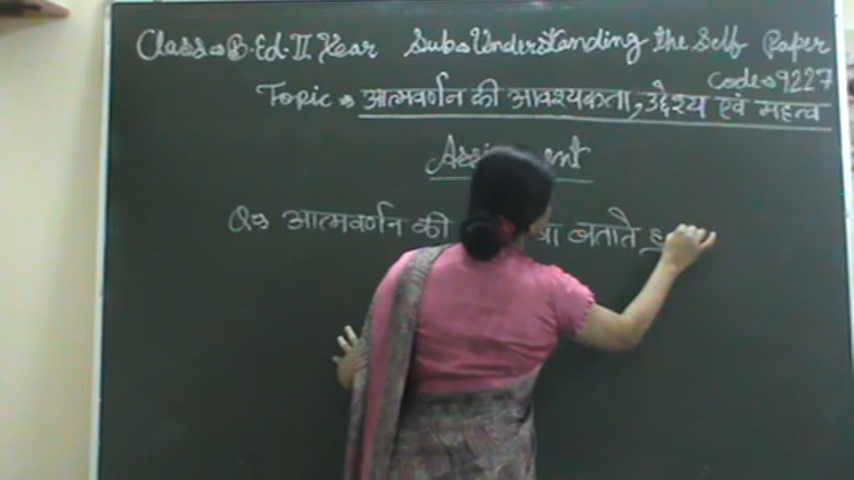 Class⇒ B.Ed. II Year Sub⇒ Understanding the Self Paper
Code⇒ 9227
Topic ⇒ आत्मवर्णन की आवश्यकता, उद्देश्य एवं महत्व
Assignment
Q⇒ आत्मवर्णन की बताते